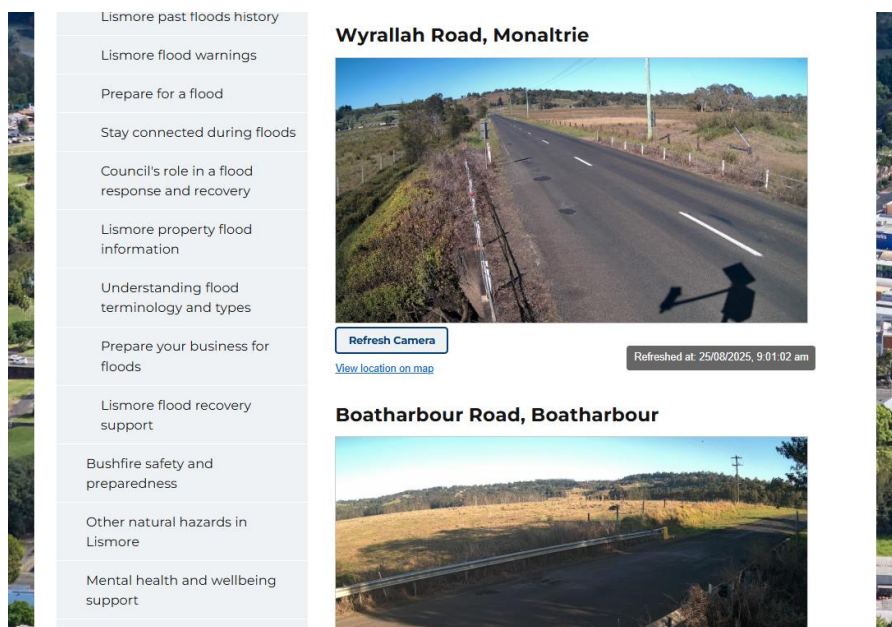 Lismore past floods history
Lismore flood warnings
Prepare for a flood
Stay connected during floods
Council's role in a flood
response and recovery
Lismore property flood
information
Understanding flood
terminology and types
Prepare your business for
floods
Lismore flood recovery
support
Bushfire safety and
preparedness
Other natural hazards in
Lismore
Mental health and wellbeing
support
Wyrallah Road, Monaltrie
Refresh Camera
View location on map
Refreshed at: 25/08/2025, 9:01:02 am
Boatharbour Road, Boatharbour